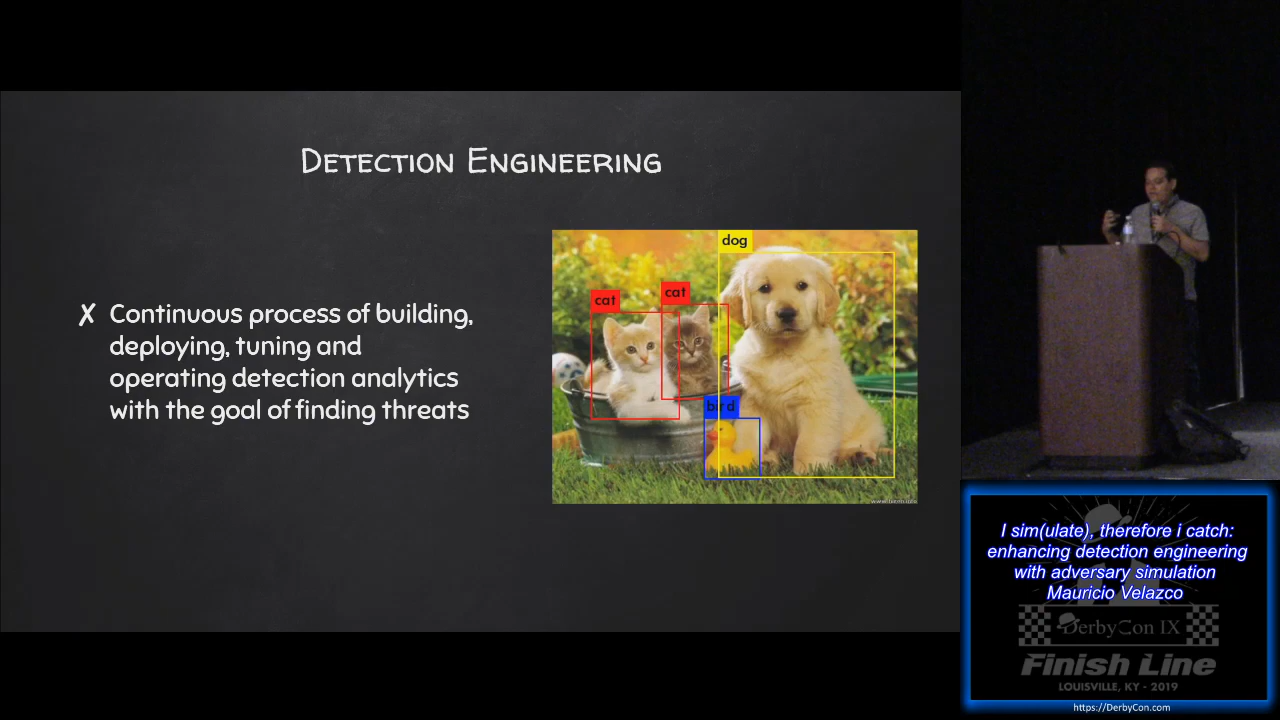 Detection Engineering
✗ Continuous process of building,
deploying, tuning and
operating detection analytics
with the goal of finding threats
dog
cat
cat
bird
I sim(ulate), therefore i catch:
enhancing detection engineering
with adversary simulation
Mauricio Velazco
DerbyCon IX
Finish Line
LOUISVILLE, KY - 2019
https://DerbyCon.com